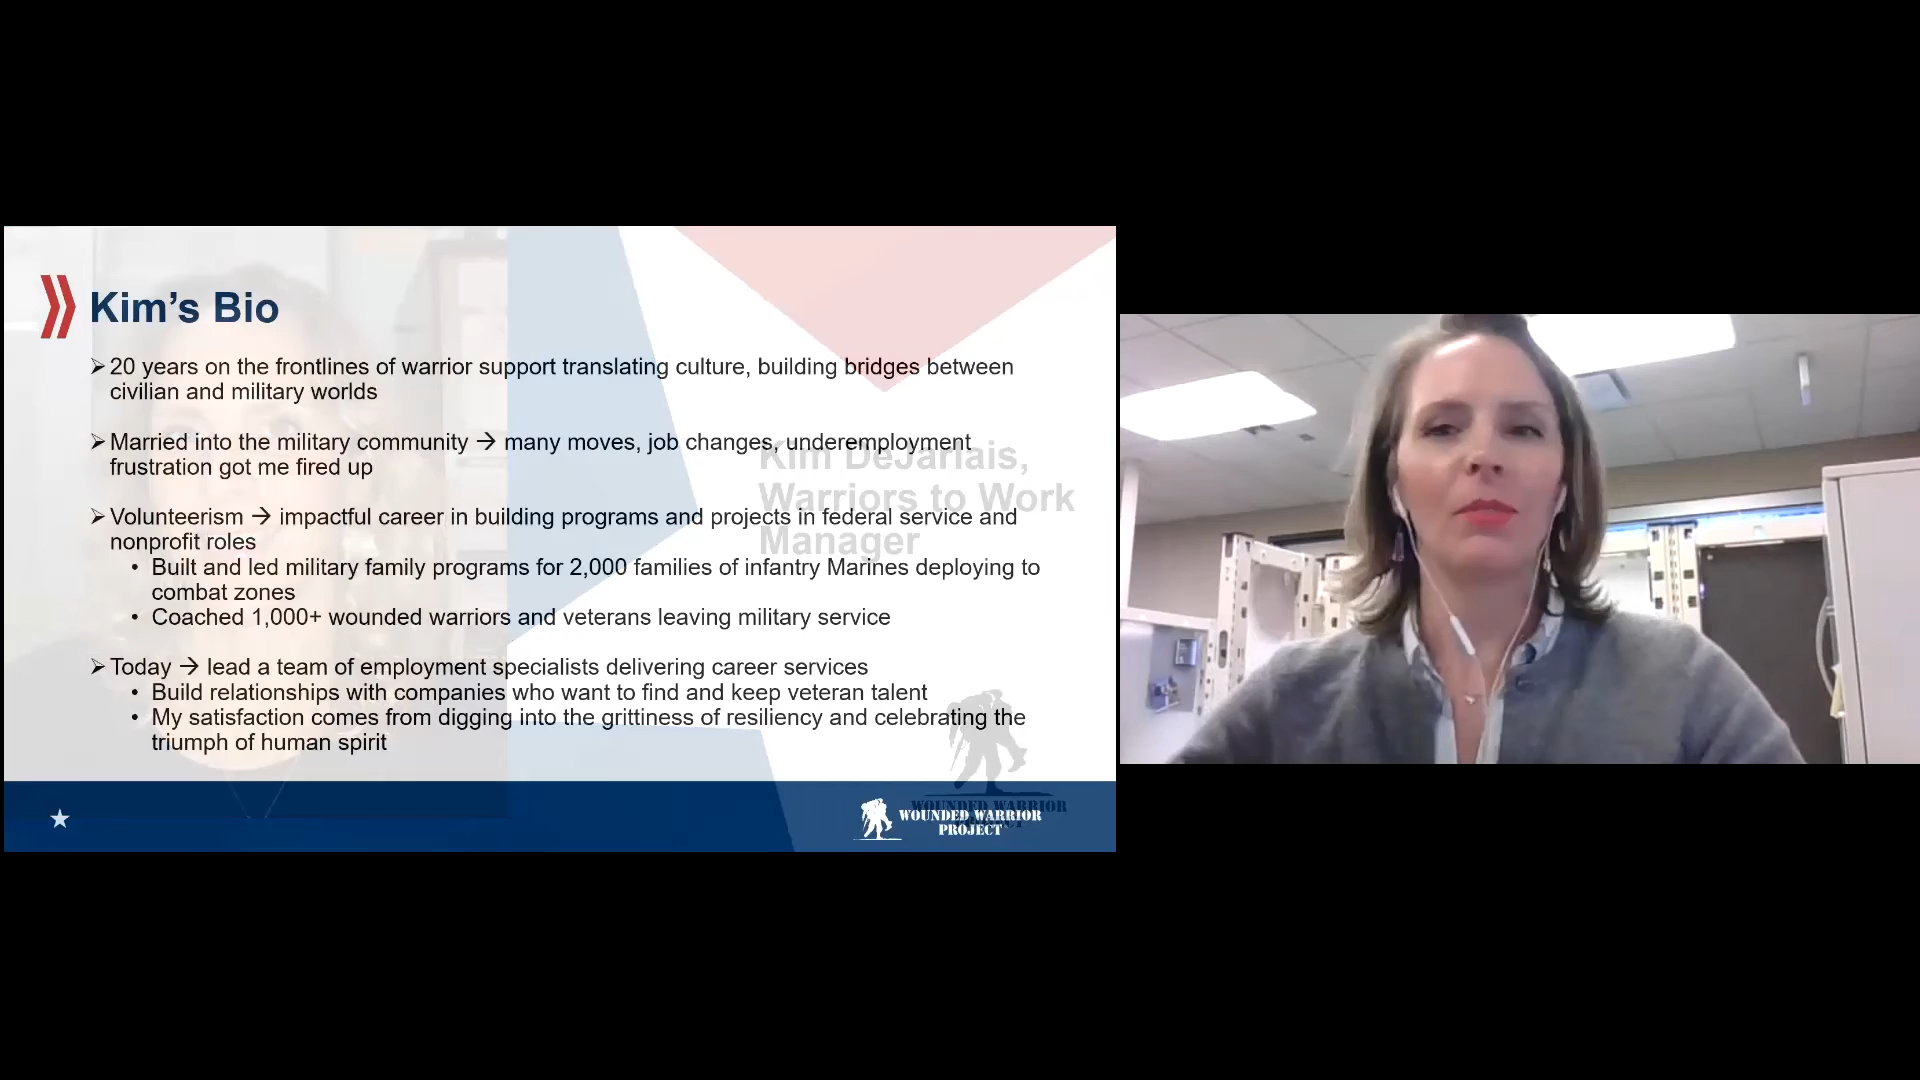 Kim's Bio
➢ 20 years on the frontlines of warrior support translating culture, building bridges between
civilian and military worlds
➢ Married into the military community → many moves, job changes, underemployment
frustration got me fired up
➢ Volunteerism → impactful career in building programs and projects in federal service and
nonprofit roles
• Built and led military family programs for 2,000 families of infantry Marines deploying to
combat zones
• Coached 1,000+ wounded warriors and veterans leaving military service
➢ Today → lead a team of employment specialists delivering career services
• Build relationships with companies who want to find and keep veteran talent
• My satisfaction comes from digging into the grittiness of resiliency and celebrating the
triumph of human spirit
Kim DeJarlais,
Warriors to Work
Manager
WOUNDED WARRIOR
PROJECT
WOUNDED WARRIOR